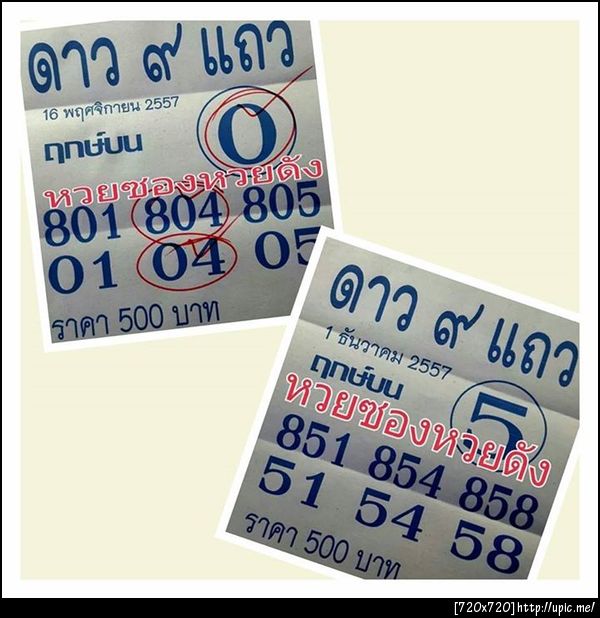 ดาว ๙ แถว
16 พฤศจิกายน 2557
ฤกษ์บน 0
หวยซองหวยดัง
801 804 805
01 04 05
ราคา 500 บาท
ดาว ๙ แถว
1 ธันวาคม 2557
ฤกษ์บน 5
หวยซองหวยดัง
851 854 858
51 54 58
ราคา 500 บาท
[720x720] http://upic.me/